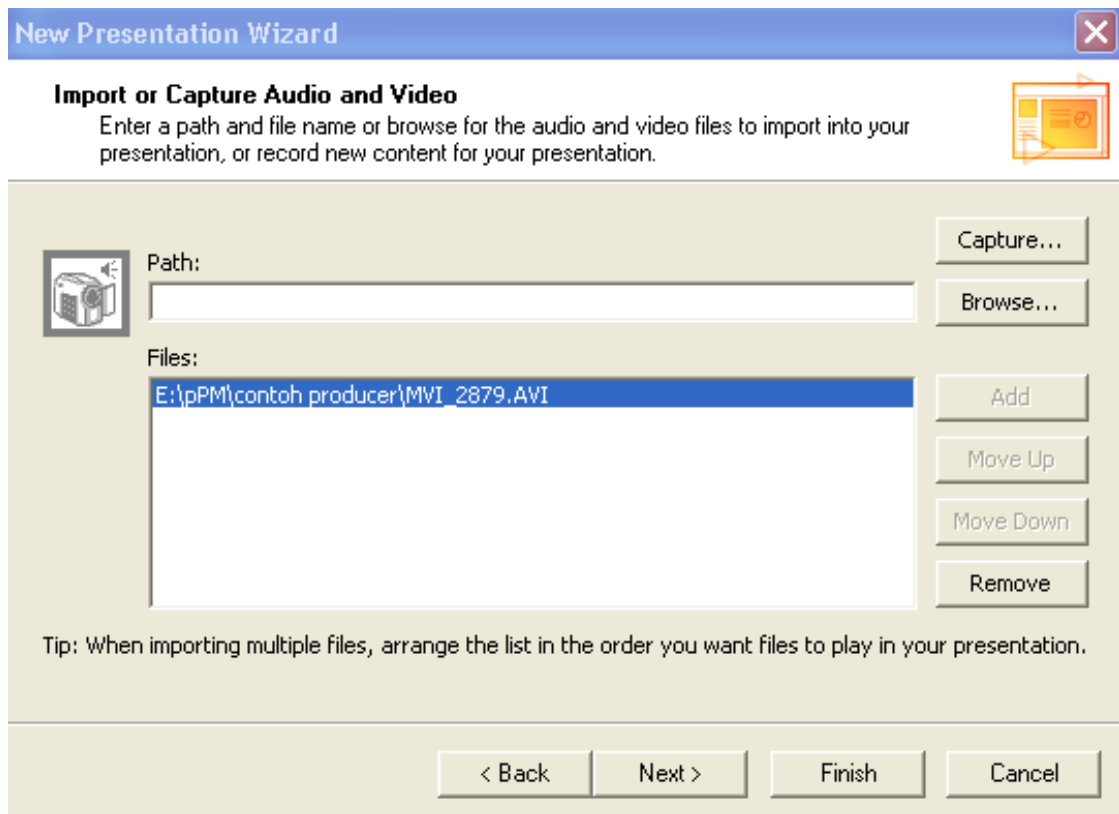 New Presentation Wizard
Import or Capture Audio and Video
Enter a path and file name or browse for the audio and video files to import into your
presentation, or record new content for your presentation.
Capture...
Path:
Browse...
Files:
E:\pPM\contoh producer\MVI_2879.AVI
Add
Move Up
Move Down
Remove
Tip: When importing multiple files, arrange the list in the order you want files to play in your presentation.
< Back
Next >
Finish
Cancel